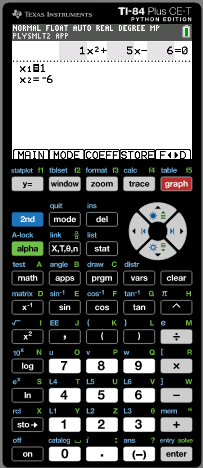 TEXAS INSTRUMENTS TI-84 Plus CE-T
PYTHON EDITION
NORMAL FLOAT AUTO REAL DEGREE MP
PLYSMLT2 APP
1x²+ 5x- 6=0
x1=1
x2=-6
MAIN MODE COEFF STORE F◄►D
statplot f1 tblset f2 format f3 calc f4 table f5
y= window zoom trace graph
quit ins
2nd mode del
A-lock link list
alpha X,T,θ,n stat
test A angle B draw C distr
math apps prgm vars clear
matrix D sin⁻¹ E cos⁻¹ F tan⁻¹ G π H
x⁻¹ sin cos tan ^
√ I EE J { K } L e M
x² , ( ) ÷
10ˣ N u O v P w Q [ R
log 7 8 9 ×
eˣ S L4 T L5 U L6 V ] W
ln 4 5 6 −
rcl X L1 Y L2 Z L3 θ mem "
sto→ 1 2 3 +
off catalog i : ans ? entry solve
on 0 . (−) enter